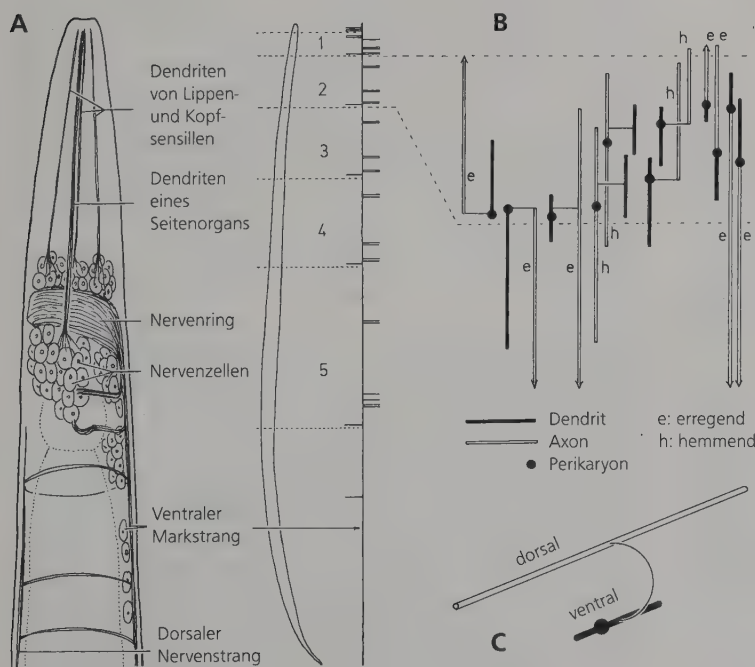 A
Dendriten
von Lippen-
und Kopf-
sensillen
Dendriten
eines
Seitenorgans
Nervenring
Nervenzellen
Ventraler
Markstrang
Dorsaler
Nervenstrang
1
2
3
4
5
B
e
e
h
h
e
h
h
e
e
e
e
Dendrit
Axon
Perikaryon
e: erregend
h: hemmend
dorsal
ventral
C